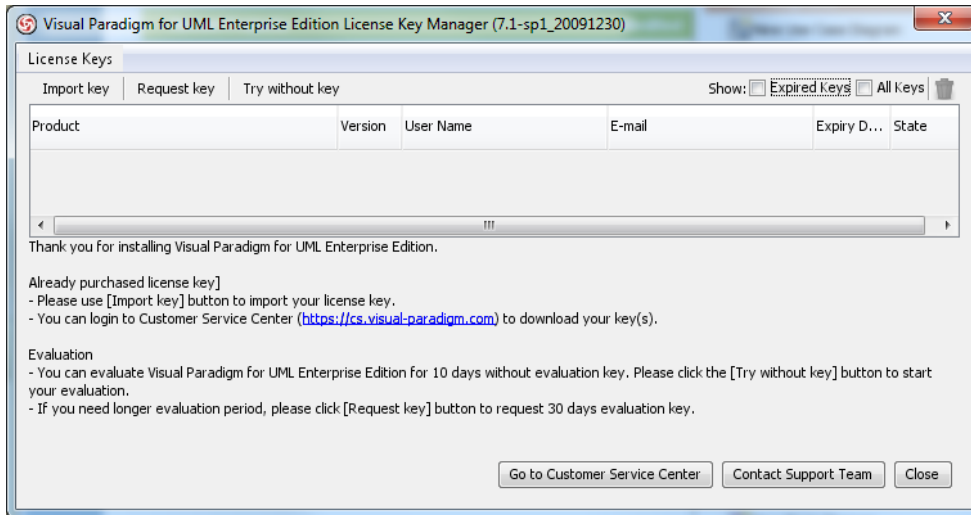 Visual Paradigm for UML Enterprise Edition License Key Manager (7.1-sp1_20091230)
License Keys
Import key Request key Try without key Show: Expired Keys All Keys
Product Version User Name E-mail Expiry D... State
Thank you for installing Visual Paradigm for UML Enterprise Edition.
Already purchased license key]
- Please use [Import key] button to import your license key.
- You can login to Customer Service Center (https://cs.visual-paradigm.com) to download your key(s).
Evaluation
- You can evaluate Visual Paradigm for UML Enterprise Edition for 10 days without evaluation key. Please click the [Try without key] button to start
your evaluation.
- If you need longer evaluation period, please click [Request key] button to request 30 days evaluation key.
Go to Customer Service Center Contact Support Team Close